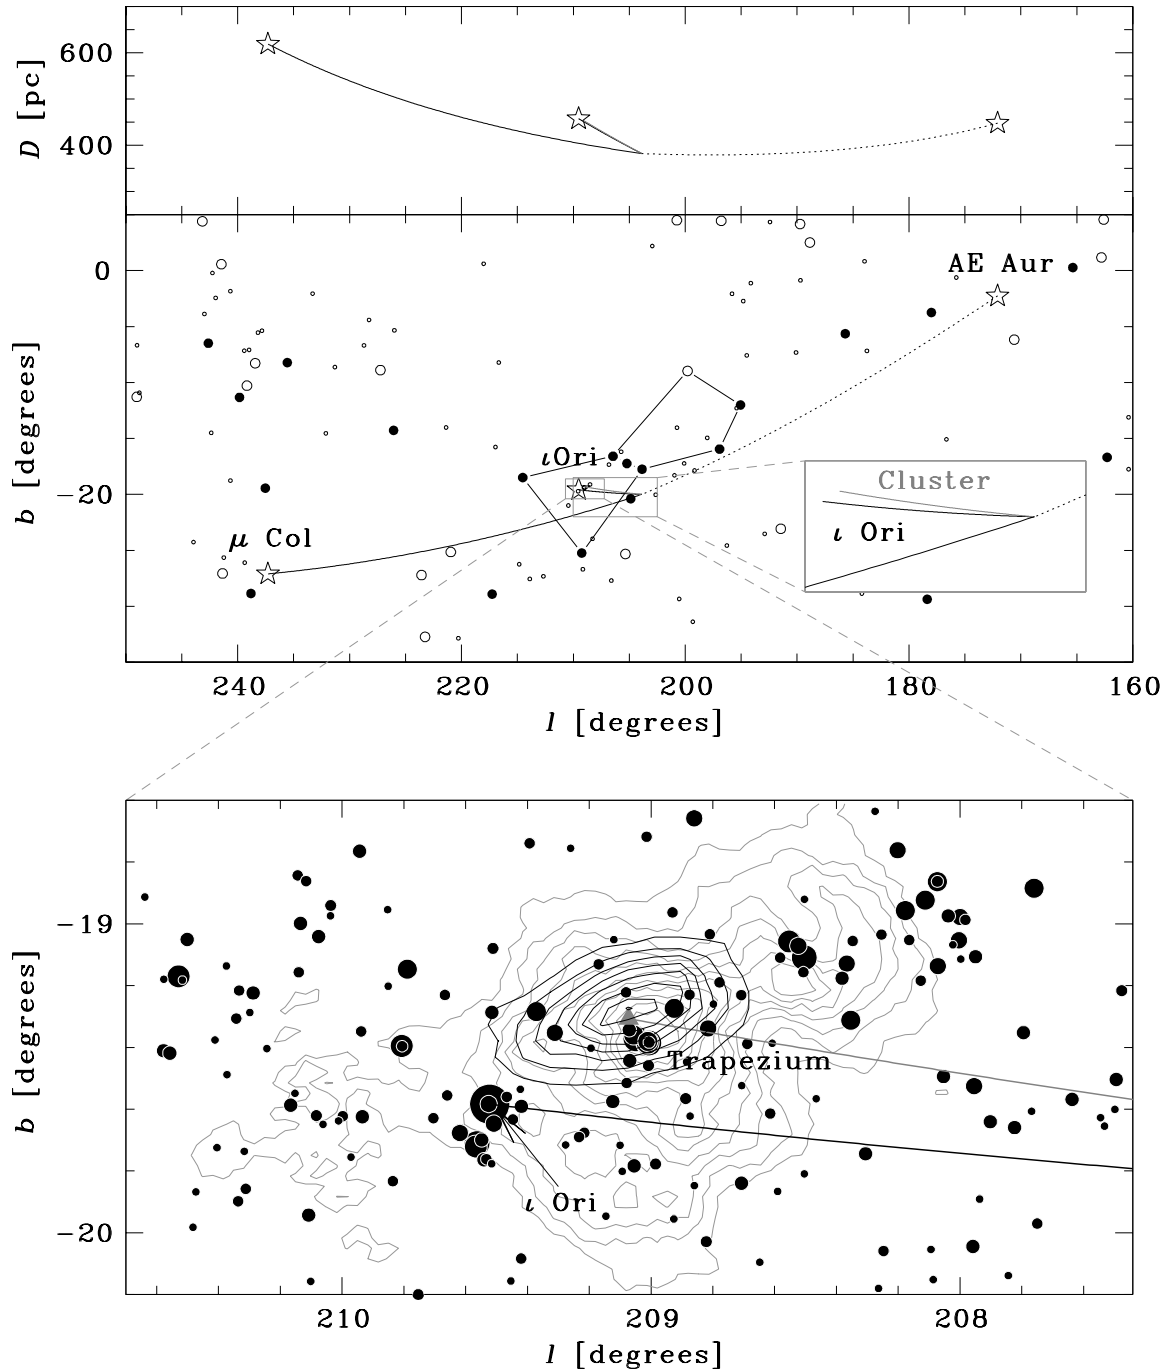 600
400
D [pc]
0
−20
b [degrees]
AE Aur
ιOri
Cluster
ι Ori
μ Col
240 220 200 180 160
l [degrees]
−19
−20
b [degrees]
Trapezium
ι Ori
210 209 208
l [degrees]